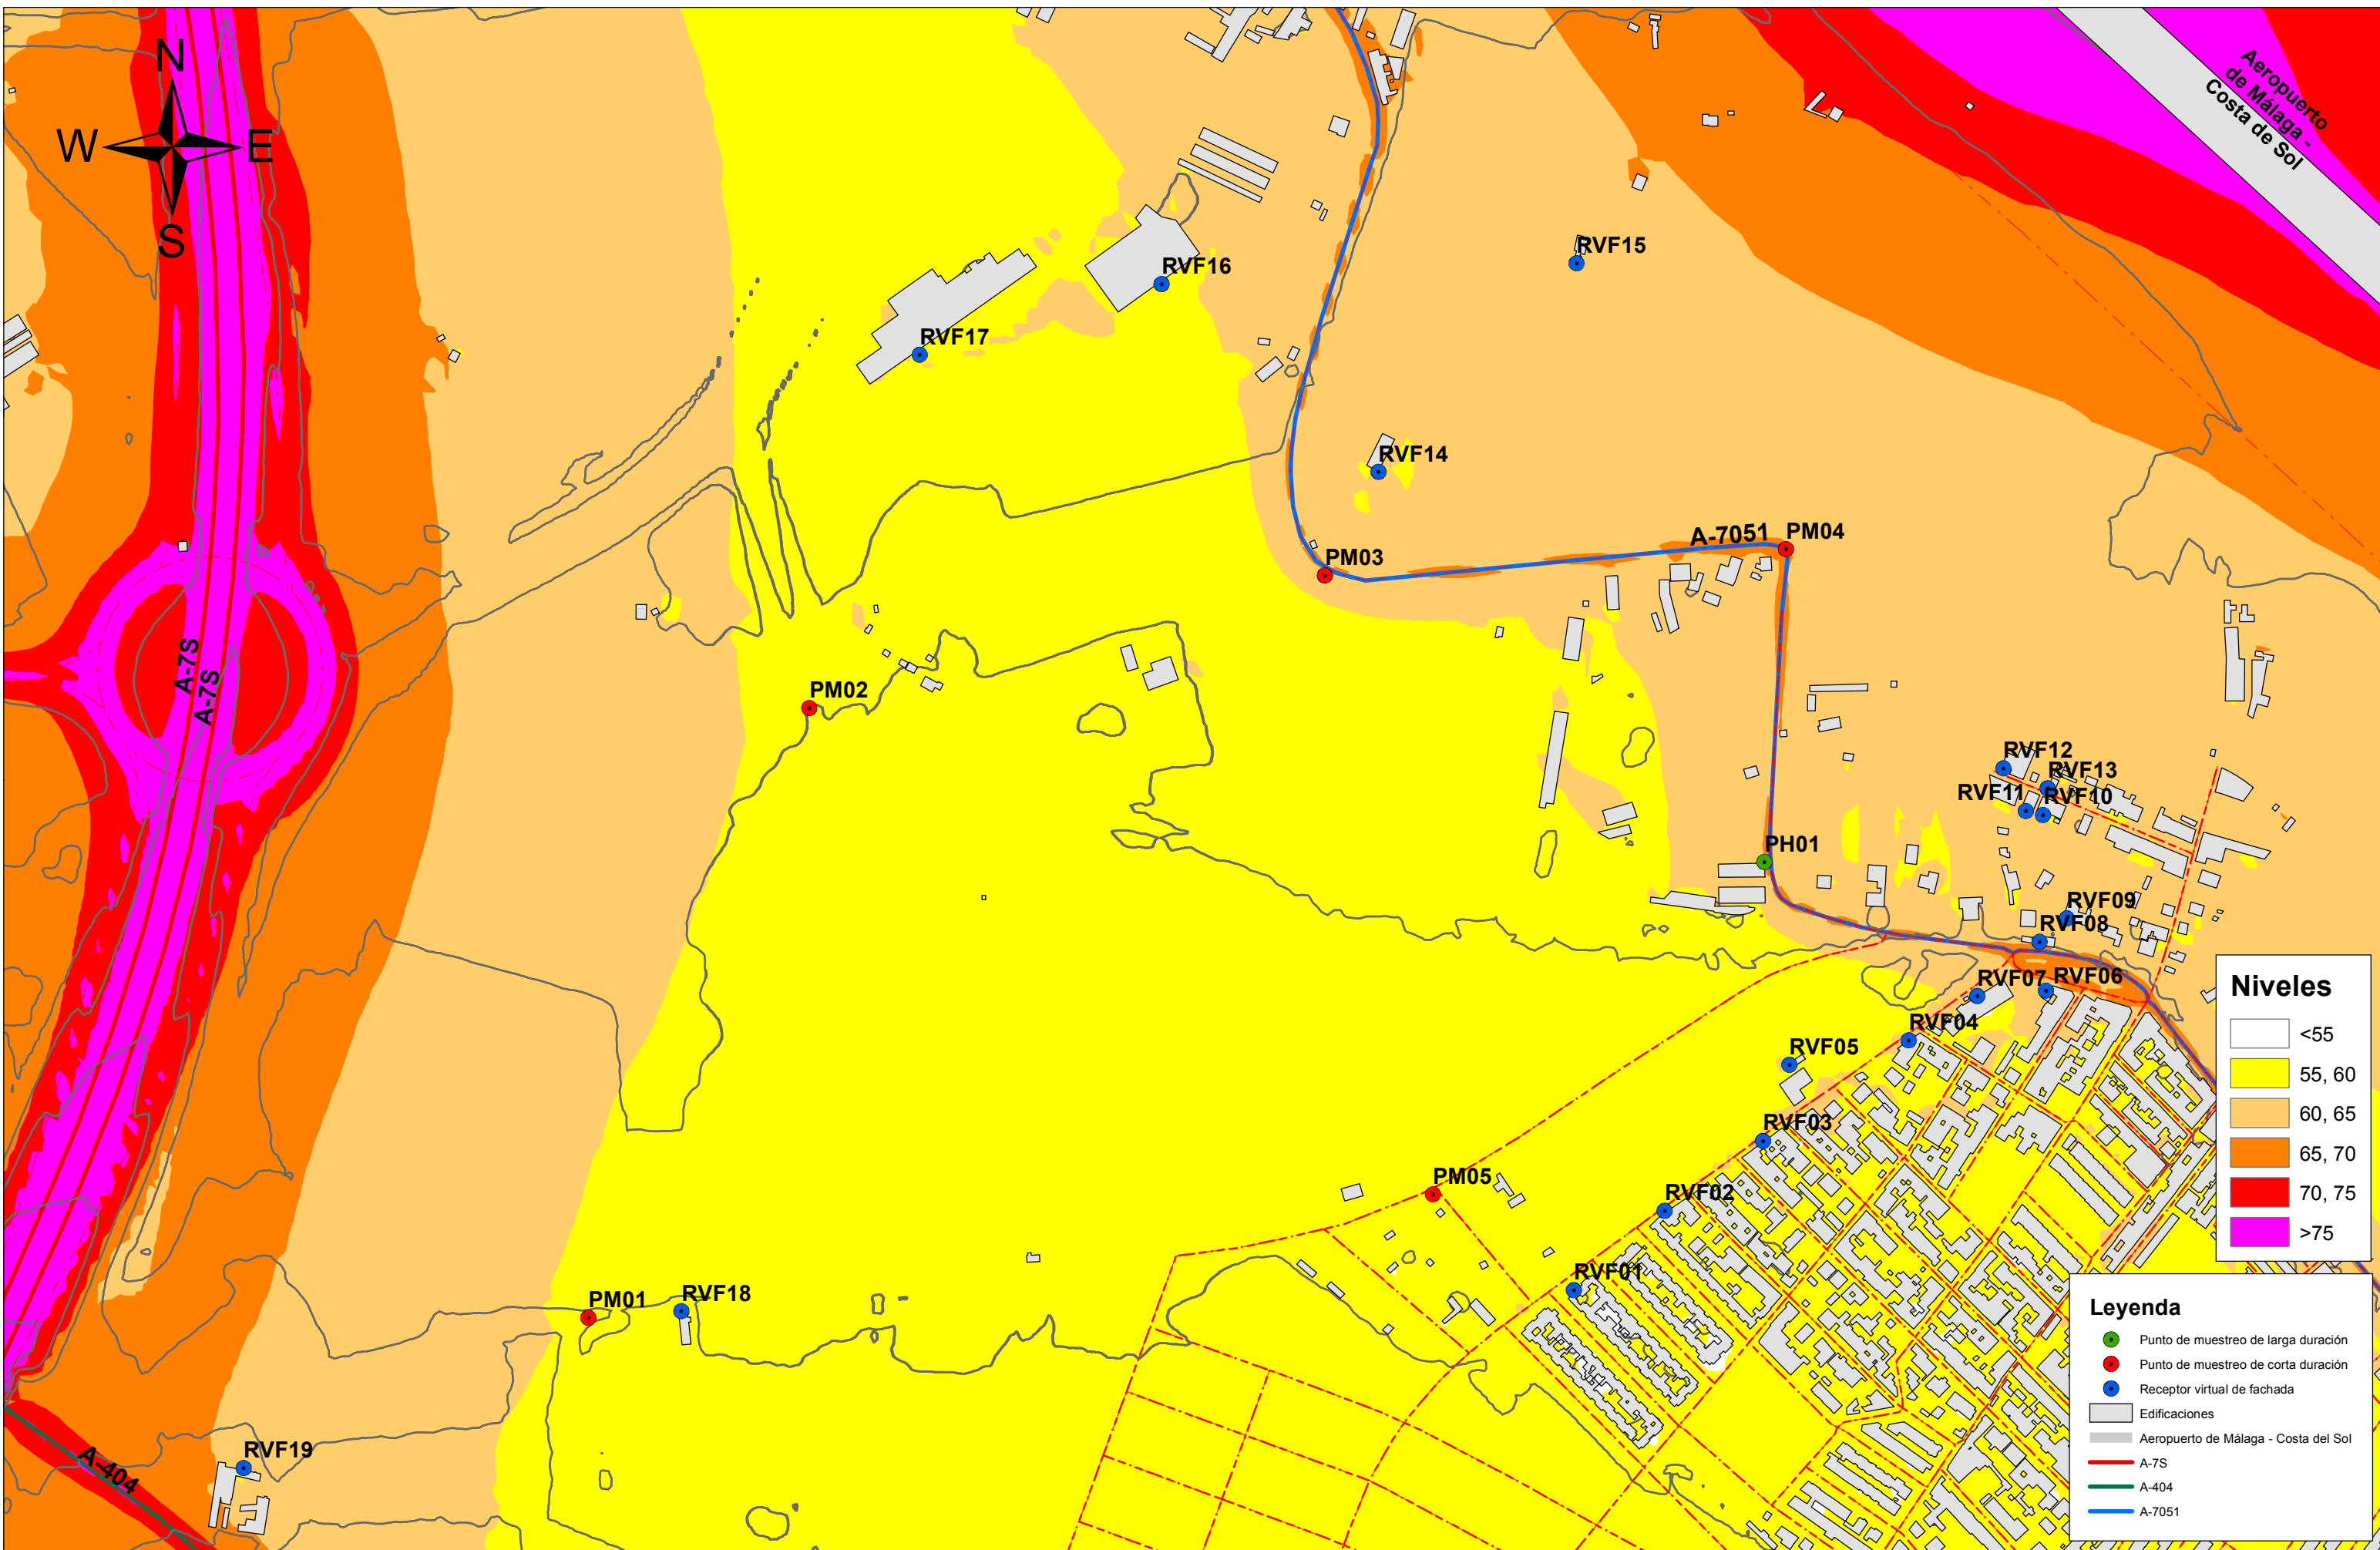 N
W
E
S
Aeropuerto
de Málaga -
Costa de Sol
RVF15
RVF16
RVF17
RVF14
A-7051
PM04
PM03
A-7S
A-7S
PM02
RVF12
RVF13
RVF11
RVF10
PH01
RVF09
RVF08
RVF07
RVF06
RVF04
RVF05
RVF03
PM05
RVF02
RVF01
PM01
RVF18
RVF19
A-404
Niveles
<55
55, 60
60, 65
65, 70
70, 75
>75
Leyenda
Punto de muestreo de larga duración
Punto de muestreo de corta duración
Receptor virtual de fachada
Edificaciones
Aeropuerto de Málaga - Costa del Sol
A-7S
A-404
A-7051